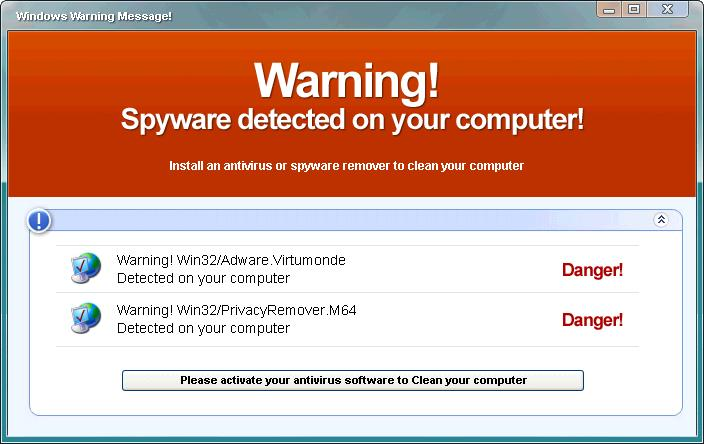 Windows Warning Message!
Warning!
Spyware detected on your computer!
Install an antivirus or spyware remover to clean your computer
Warning! Win32/Adware.Virtumonde
Detected on your computer
Danger!
Warning! Win32/PrivacyRemover.M64
Detected on your computer
Danger!
Please activate your antivirus software to Clean your computer